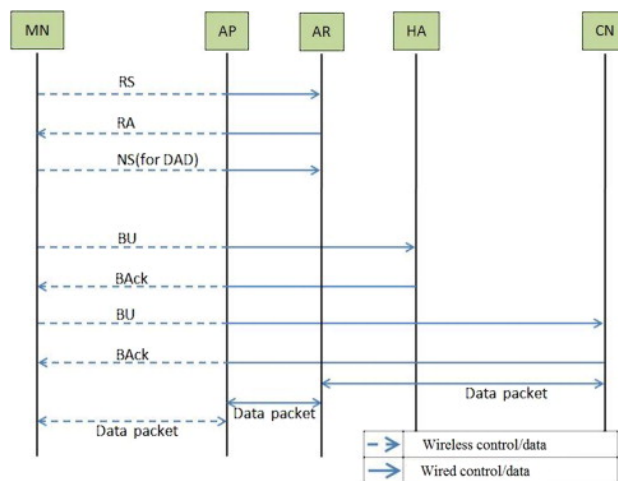 MN
AP
AR
HA
CN
RS
RA
NS(for DAD)
BU
BAck
BU
BAck
Data packet
Data packet
Data packet
Wireless control/data
Wired control/data